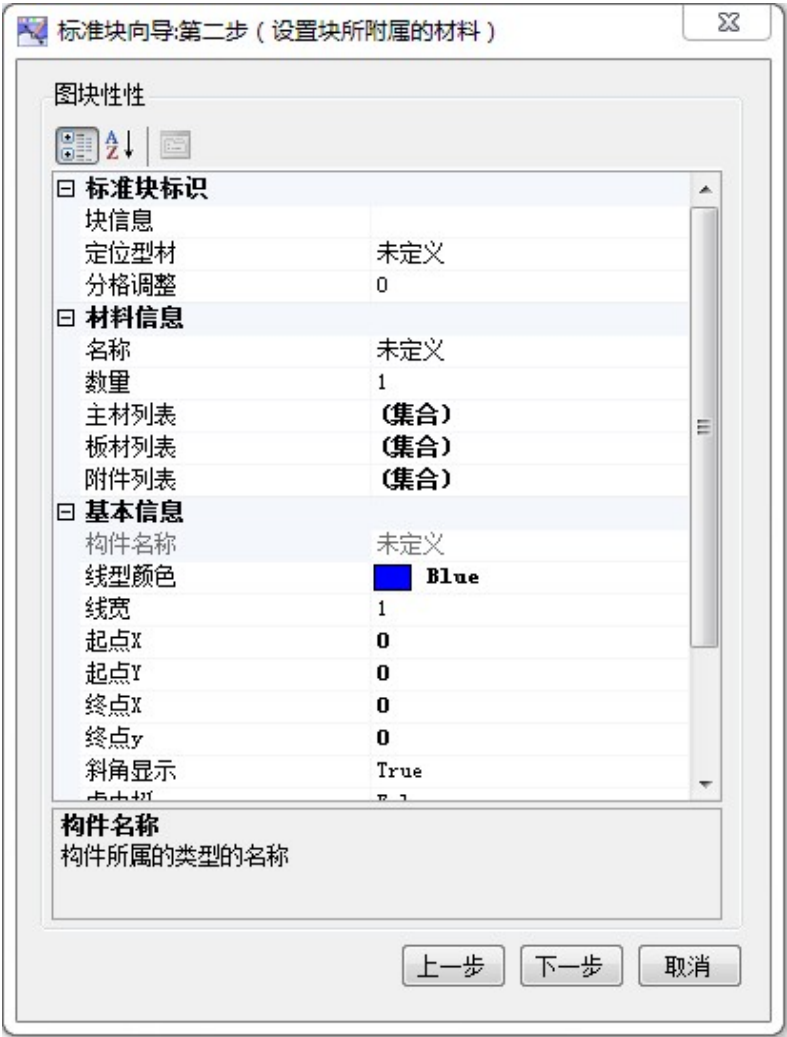 标准块向导:第二步（设置块所附属的材料）
图块性性
标准块标识
块信息
定位型材 未定义
分格调整 0
材料信息
名称 未定义
数量 1
主材列表 (集合)
板材列表 (集合)
附件列表 (集合)
基本信息
构件名称 未定义
线型颜色 Blue
线宽 1
起点X 0
起点Y 0
终点X 0
终点y 0
斜角显示 True
构件名称
构件所属的类型的名称
上一步 下一步 取消